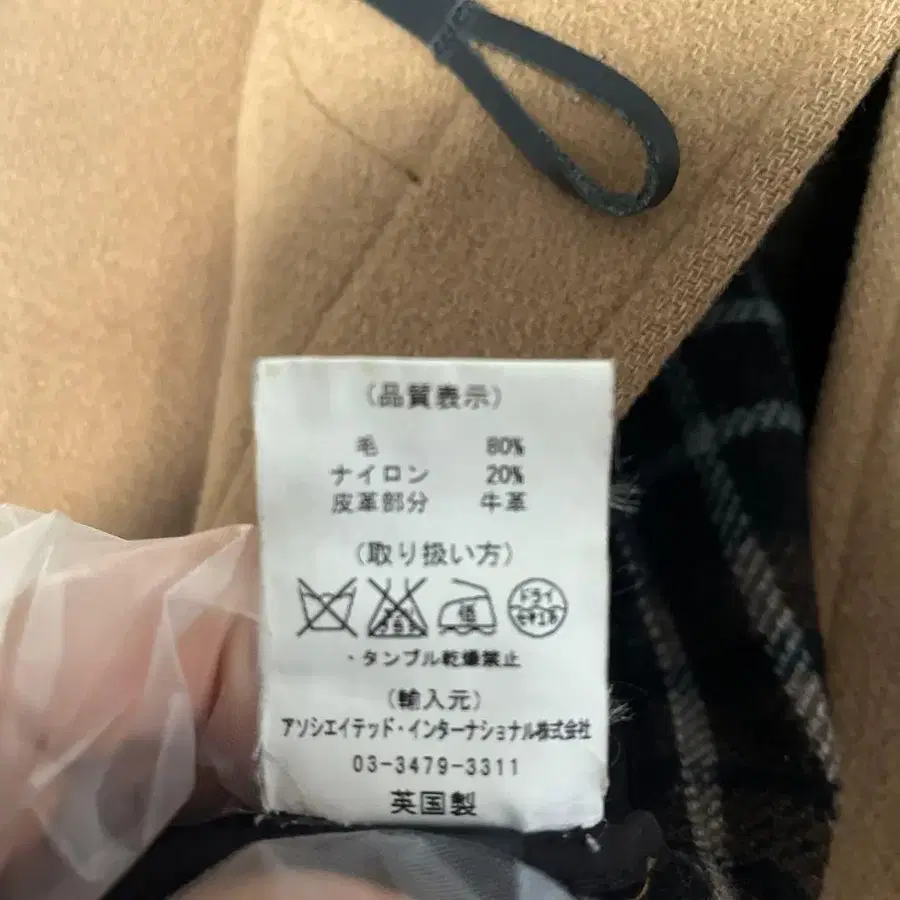 （品質表示）
毛 80%
ナイロン 20%
皮革部分 牛革
（取り扱い方）
低 ドライ
セキユ系
・タンブル乾燥禁止
（輸入元）
アソシエイテッド・インターナショナル株式会社
03-3479-3311
英国製